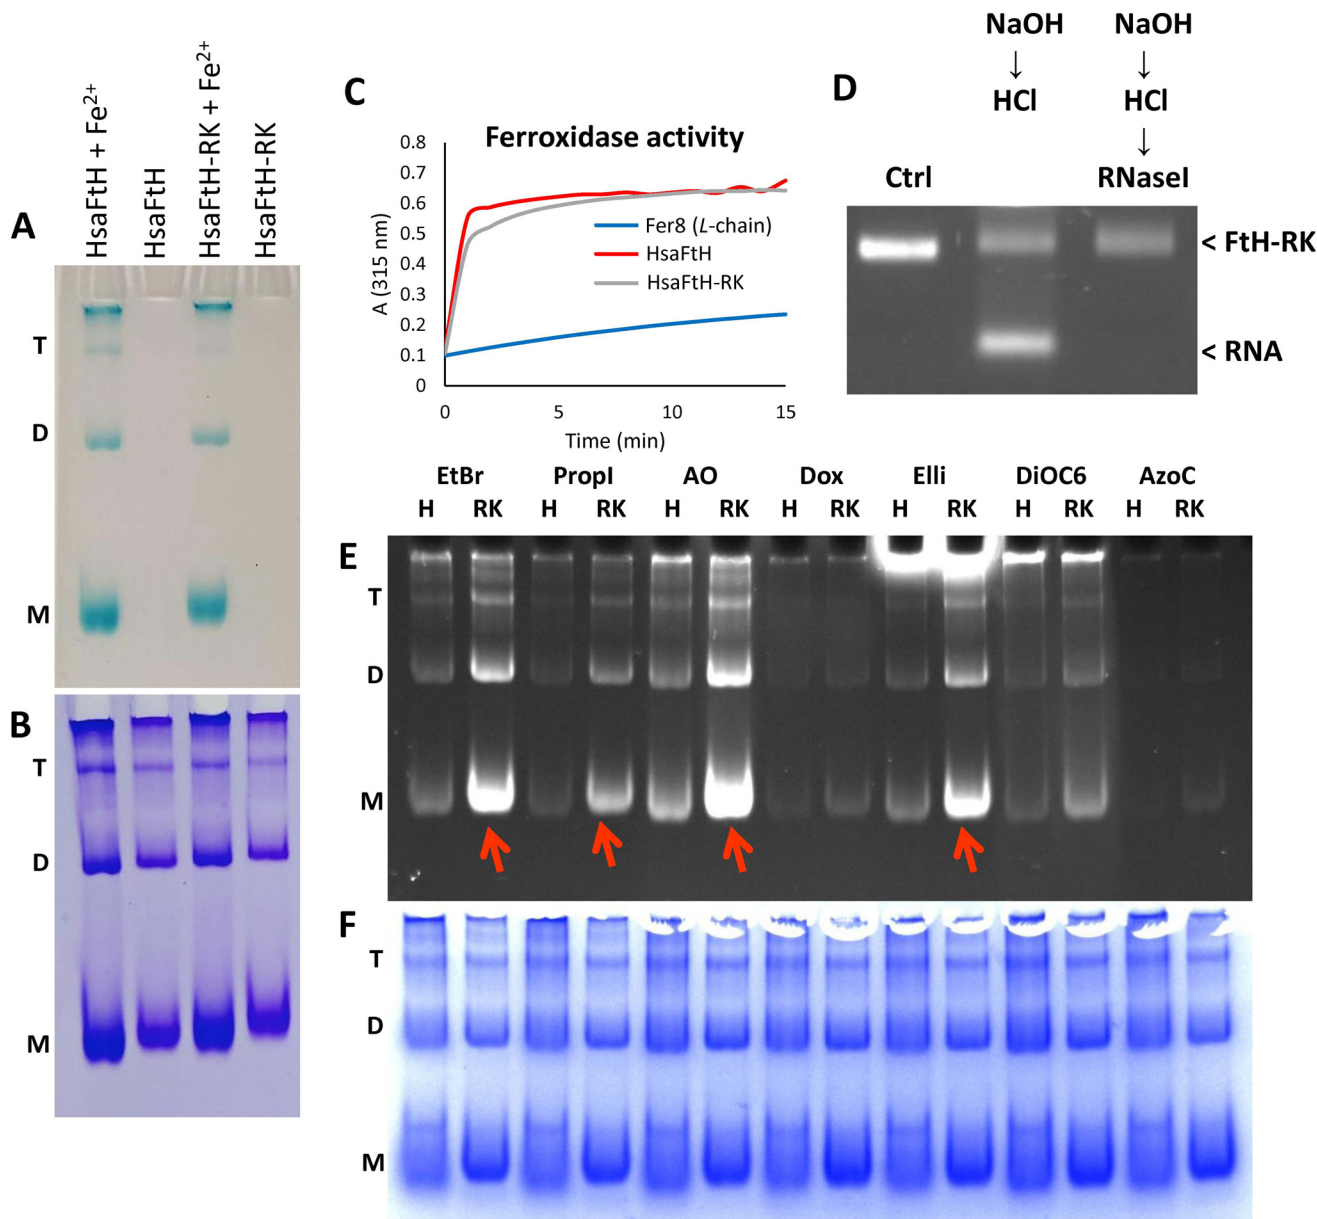 A
HsaFtH + Fe2+
HsaFtH
HsaFtH-RK + Fe2+
HsaFtH-RK
T
D
M
B
T
D
M
C
Ferroxidase activity
A (315 nm)
0.8
0.7
0.6
0.5
0.4
0.3
0.2
0.1
0
Fer8 (L-chain)
HsaFtH
HsaFtH-RK
0 5 10 15
Time (min)
D
NaOH NaOH
↓ ↓
HCl HCl
↓
Ctrl RNaseI
< FtH-RK
< RNA
EtBr PropI AO Dox Elli DiOC6 AzoC
H RK H RK H RK H RK H RK H RK H RK
E
T
D
M
F
T
D
M